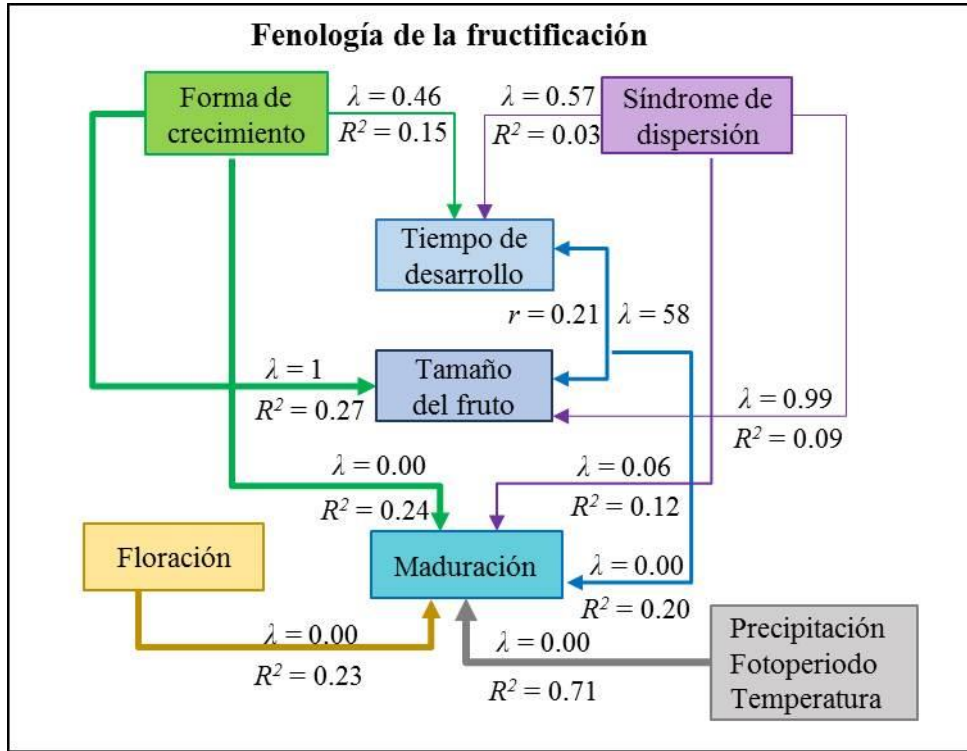 Fenología de la fructificación
Forma de
crecimiento
λ = 0.46
R² = 0.15
λ = 0.57
R² = 0.03
Síndrome de
dispersión
Tiempo de
desarrollo
r = 0.21
λ = 58
λ = 1
R² = 0.27
Tamaño
del fruto
λ = 0.99
R² = 0.09
λ = 0.00
R² = 0.24
λ = 0.06
R² = 0.12
Floración
Maduración
λ = 0.00
R² = 0.20
λ = 0.00
R² = 0.23
λ = 0.00
R² = 0.71
Precipitación
Fotoperiodo
Temperatura